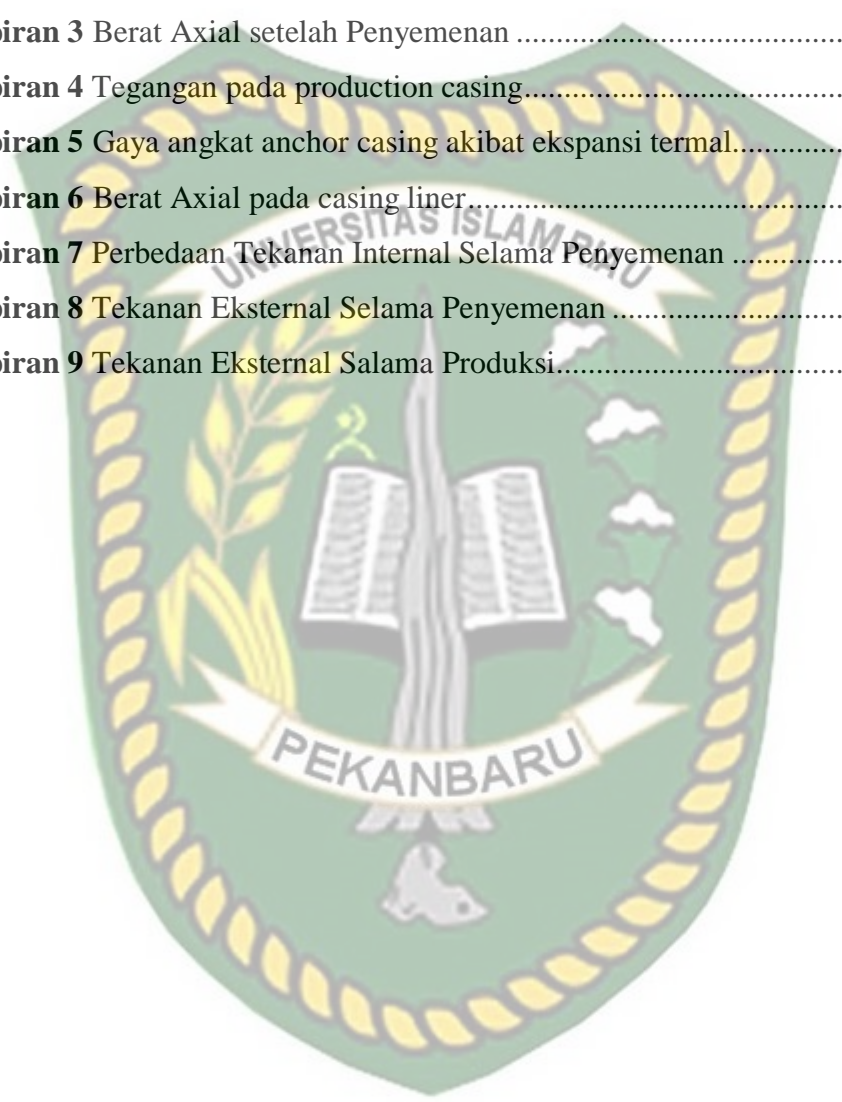 piran 3 Berat Axial setelah Penyemenan ........................................
piran 4 Tegangan pada production casing........................................
piran 5 Gaya angkat anchor casing akibat ekspansi termal..............
piran 6 Berat Axial pada casing liner...............................................
piran 7 Perbedaan Tekanan Internal Selama Penyemenan ..............
piran 8 Tekanan Eksternal Selama Penyemenan .............................
piran 9 Tekanan Eksternal Salama Produksi....................................
UNIVERSITAS ISLAM RIAU
PEKANBARU